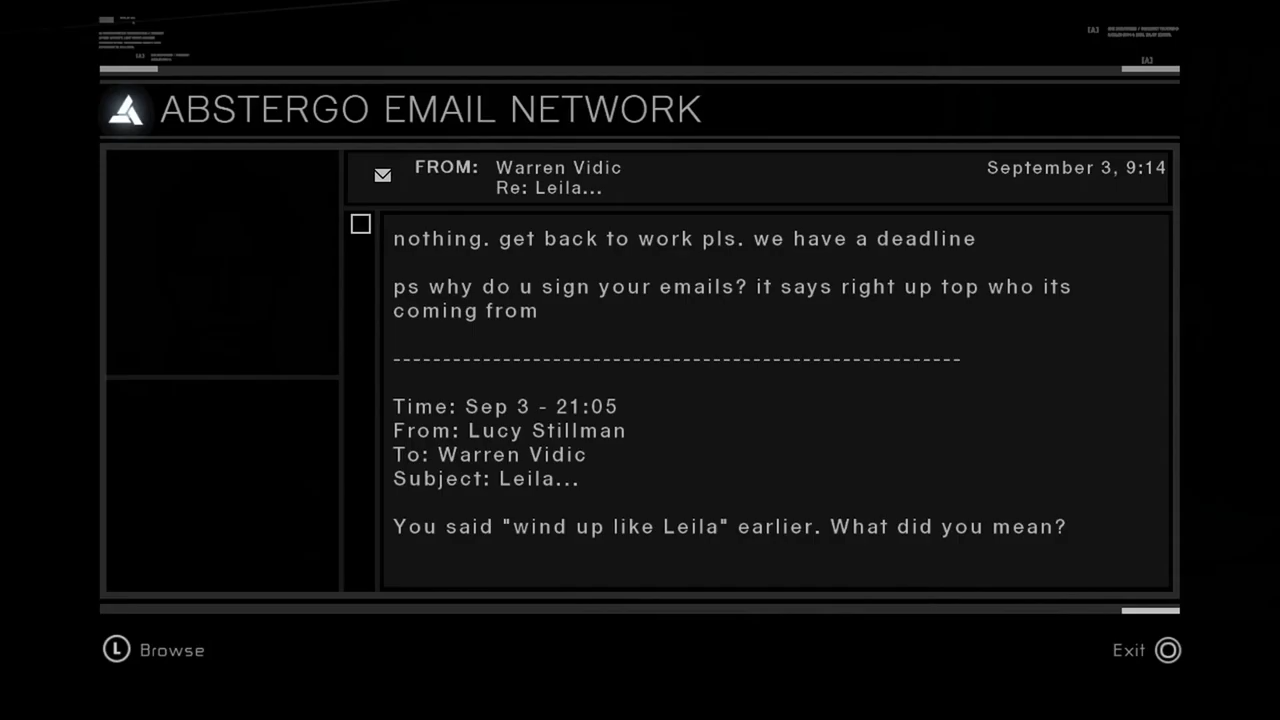 ABSTERGO EMAIL NETWORK
FROM: Warren Vidic September 3, 9:14
Re: Leila...
nothing. get back to work pls. we have a deadline
ps why do u sign your emails? it says right up top who its
coming from
---------------------------------------------------------
Time: Sep 3 - 21:05
From: Lucy Stillman
To: Warren Vidic
Subject: Leila...
You said "wind up like Leila" earlier. What did you mean?
L Browse
Exit